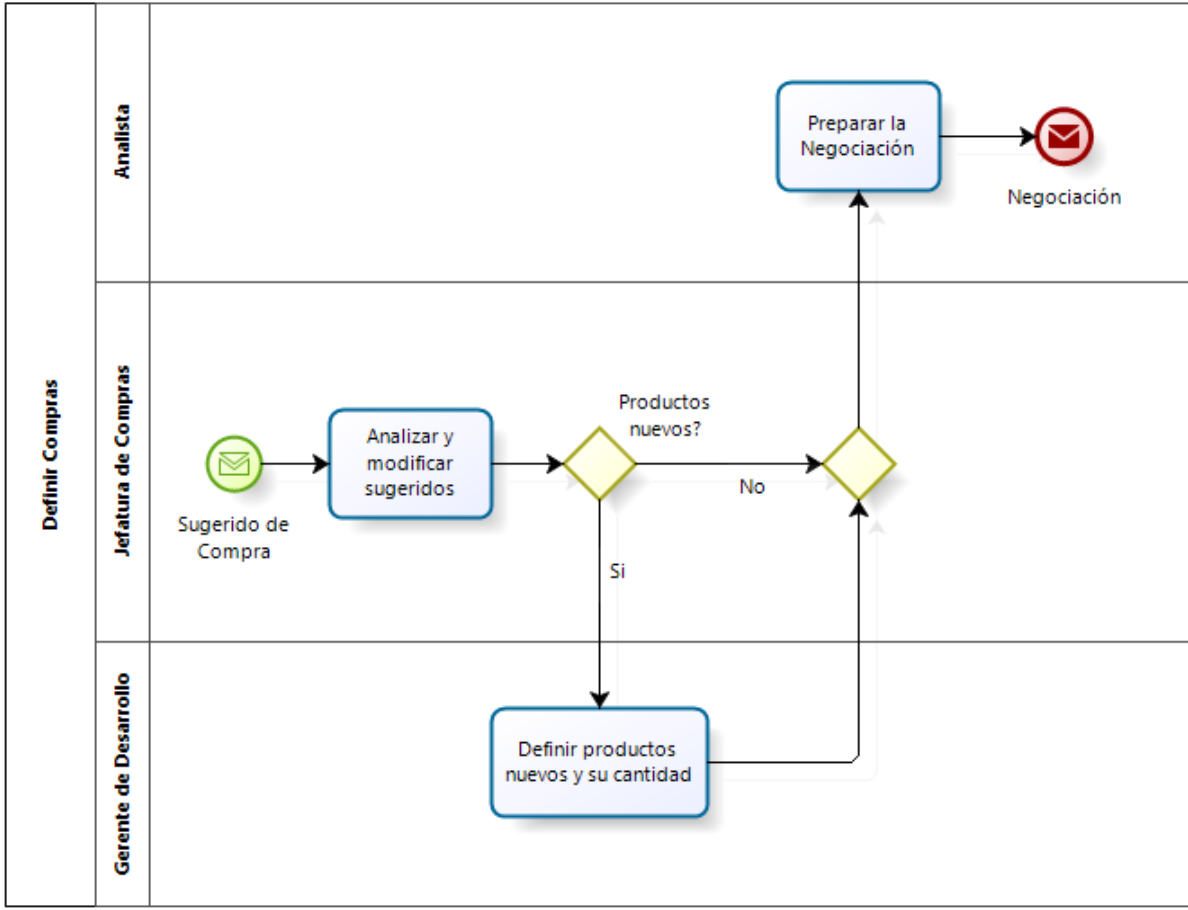 Definir Compras
Analista
Preparar la
Negociación
Negociación
Jefatura de Compras
Sugerido de
Compra
Analizar y
modificar
sugeridos
Productos
nuevos?
No
Si
Gerente de Desarrollo
Definir productos
nuevos y su cantidad